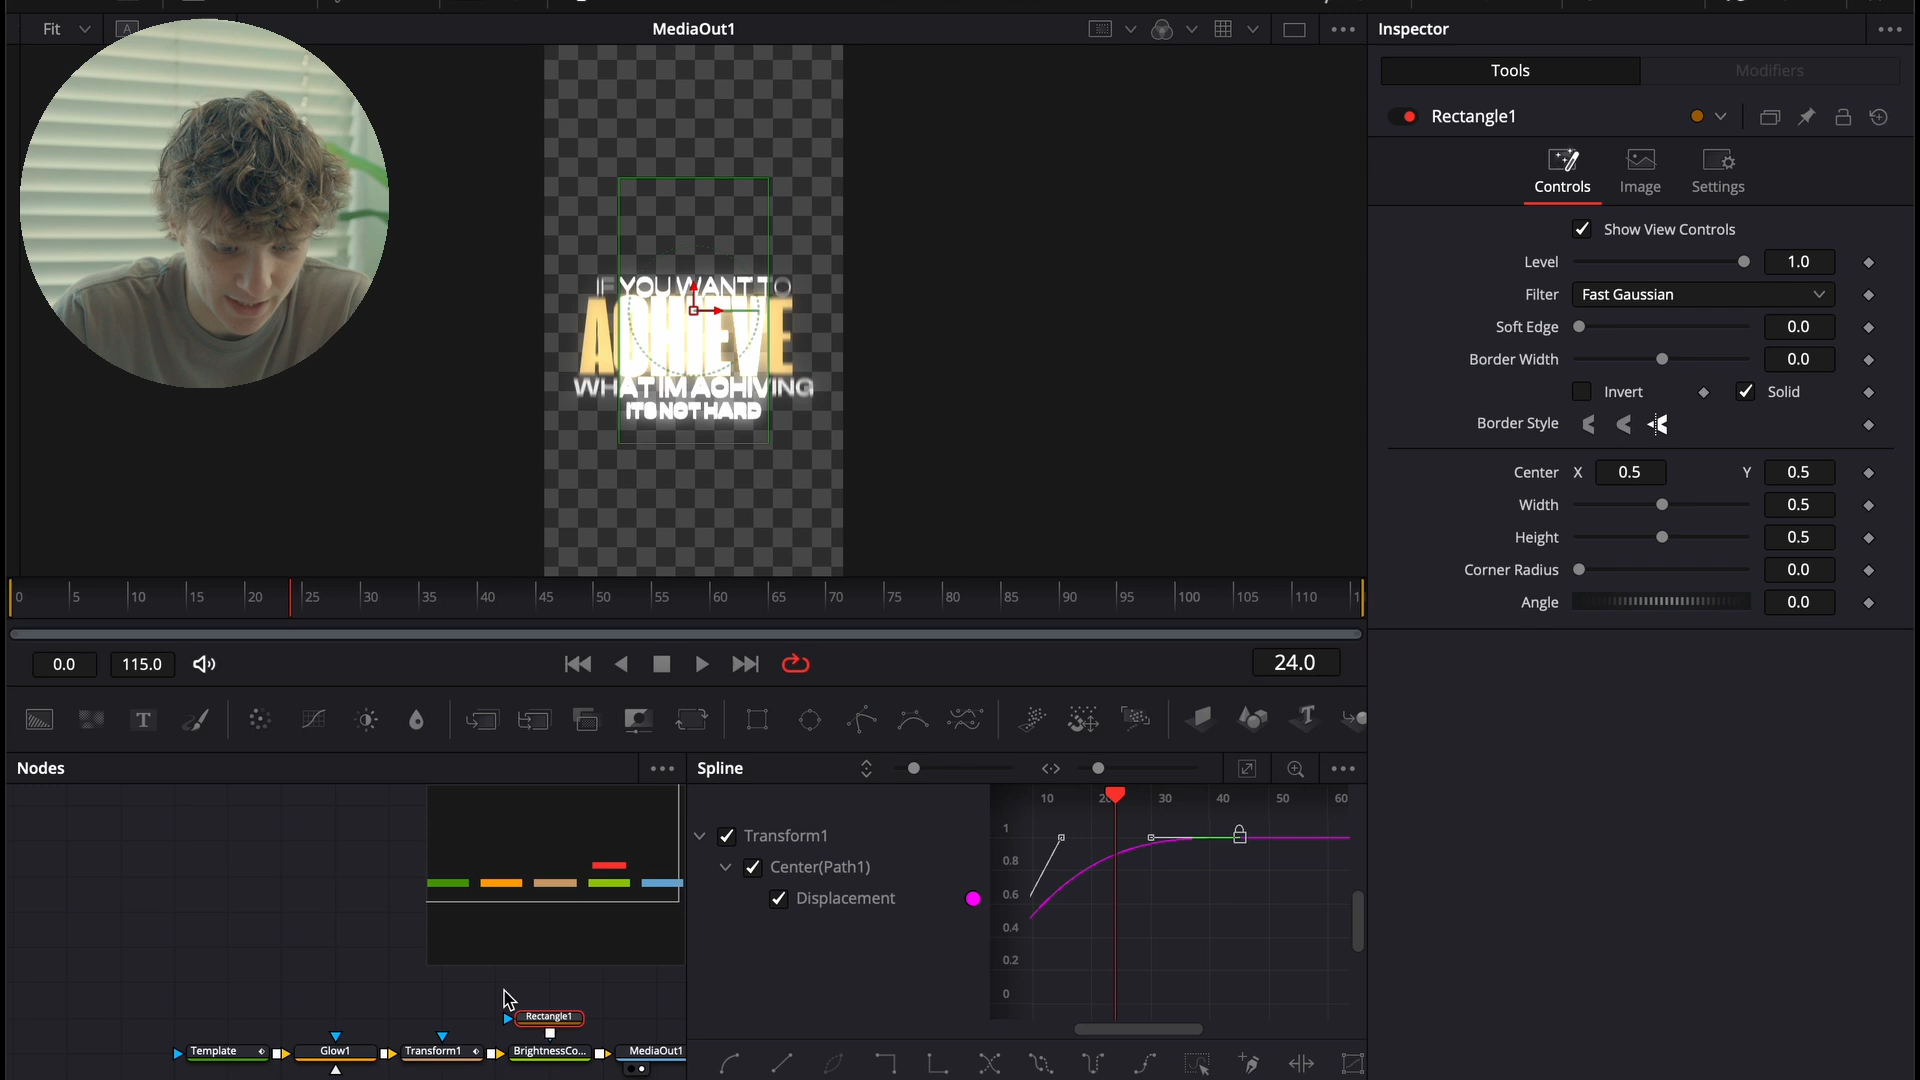 Fit
A
MediaOut1
Inspector
Tools
Modifiers
Rectangle1
Controls
Image
Settings
Show View Controls
Level
1.0
Filter
Fast Gaussian
Soft Edge
0.0
Border Width
0.0
Invert
Solid
Border Style
Center
X
0.5
Y
0.5
Width
0.5
Height
0.5
Corner Radius
0.0
Angle
0.0
IF YOU WANT TO
ACHIEVE
WHAT IM ACHIVING
ITS NOT HARD
0
5
10
15
20
25
30
35
40
45
50
55
60
65
70
75
80
85
90
95
100
105
110
0.0
115.0
24.0
T
Nodes
Spline
10
30
40
50
60
Transform1
Center(Path1)
Displacement
1
0.8
0.6
0.4
0.2
0
Rectangle1
Template
Glow1
Transform1
BrightnessCo...
MediaOut1